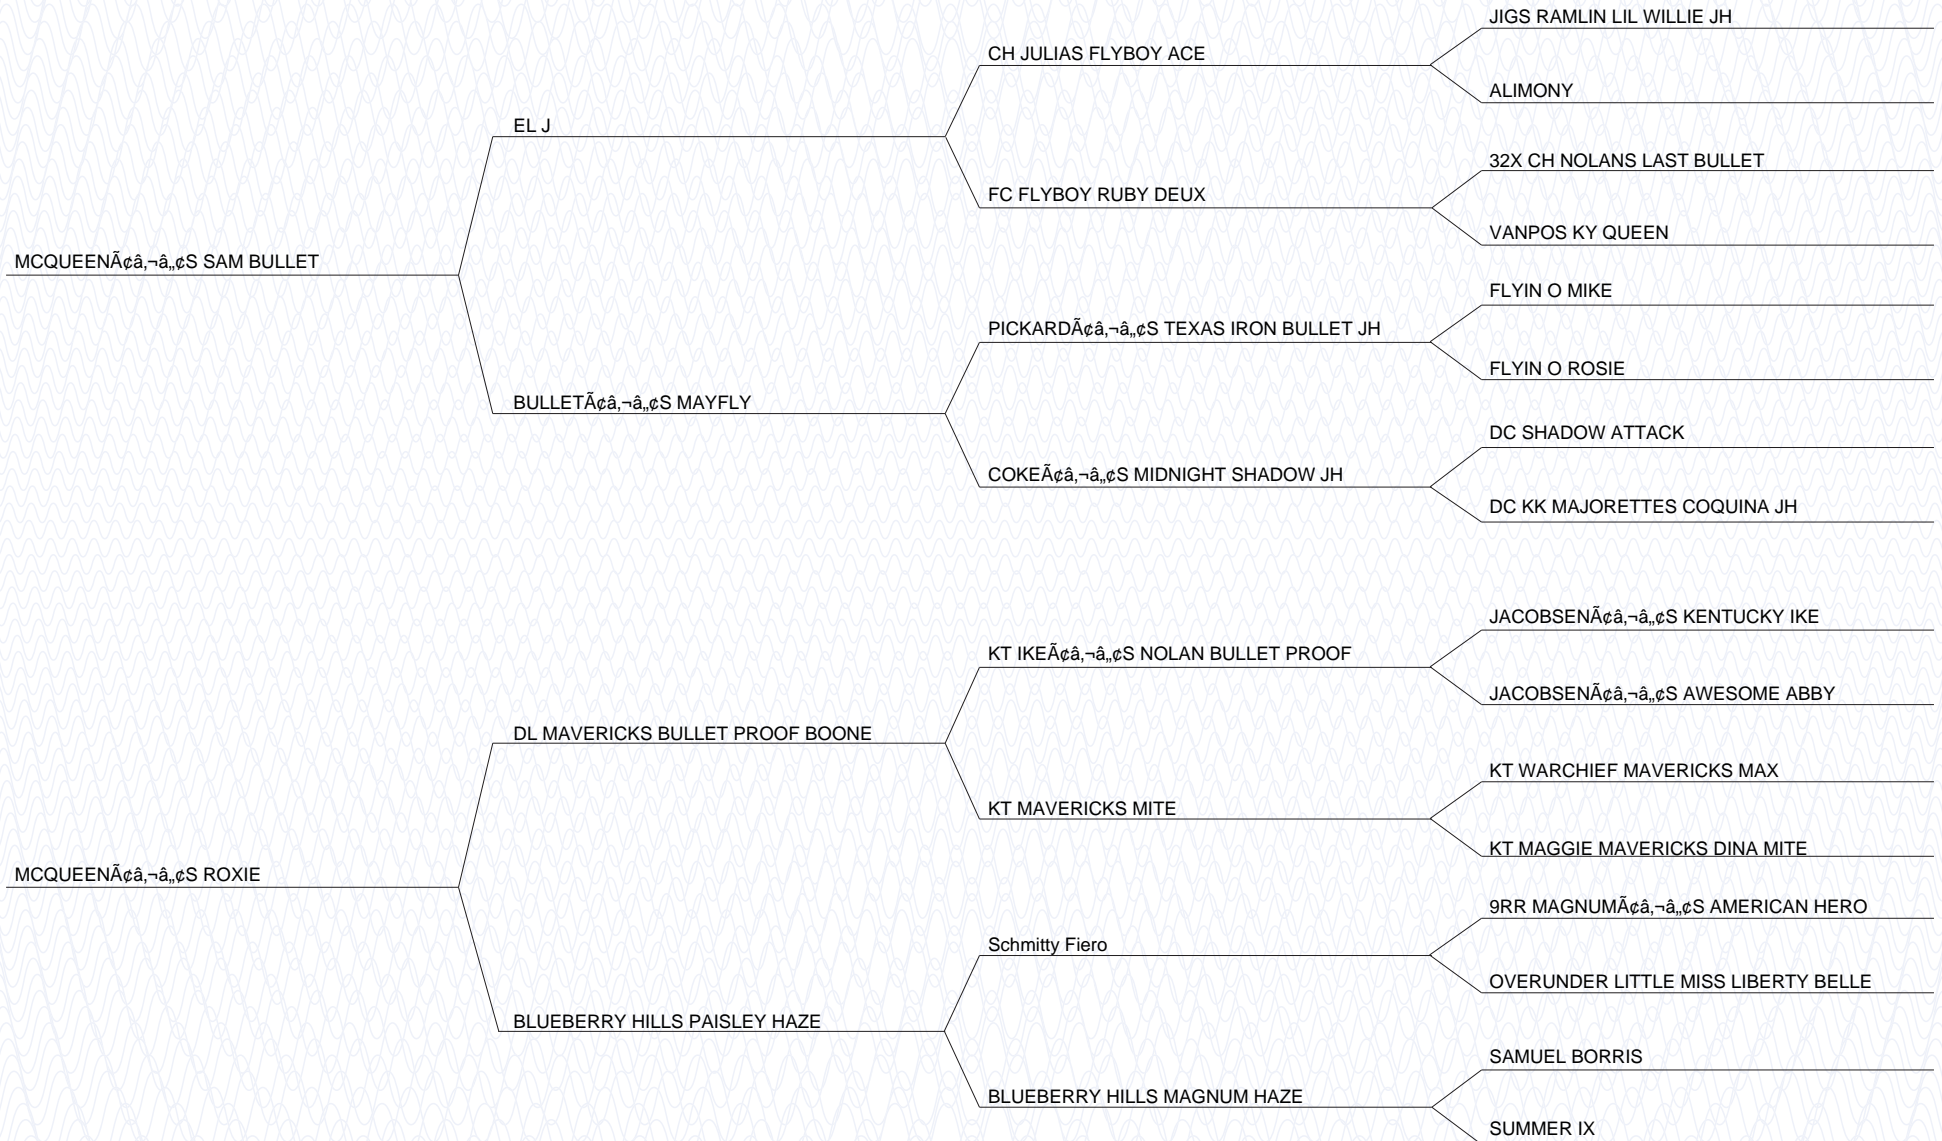 JIGS RAMLIN LIL WILLIE JH
CH JULIAS FLYBOY ACE
ALIMONY
EL J
32X CH NOLANS LAST BULLET
FC FLYBOY RUBY DEUX
VANPOS KY QUEEN
MCQUEENÃ¢â‚¬â„¢S SAM BULLET
FLYIN O MIKE
PICKARDÃ¢â‚¬â„¢S TEXAS IRON BULLET JH
FLYIN O ROSIE
BULLETÃ¢â‚¬â„¢S MAYFLY
DC SHADOW ATTACK
COKEÃ¢â‚¬â„¢S MIDNIGHT SHADOW JH
DC KK MAJORETTES COQUINA JH
JACOBSENÃ¢â‚¬â„¢S KENTUCKY IKE
KT IKEÃ¢â‚¬â„¢S NOLAN BULLET PROOF
JACOBSENÃ¢â‚¬â„¢S AWESOME ABBY
DL MAVERICKS BULLET PROOF BOONE
KT WARCHIEF MAVERICKS MAX
KT MAVERICKS MITE
KT MAGGIE MAVERICKS DINA MITE
MCQUEENÃ¢â‚¬â„¢S ROXIE
9RR MAGNUMÃ¢â‚¬â„¢S AMERICAN HERO
Schmitty Fiero
OVERUNDER LITTLE MISS LIBERTY BELLE
BLUEBERRY HILLS PAISLEY HAZE
SAMUEL BORRIS
BLUEBERRY HILLS MAGNUM HAZE
SUMMER IX